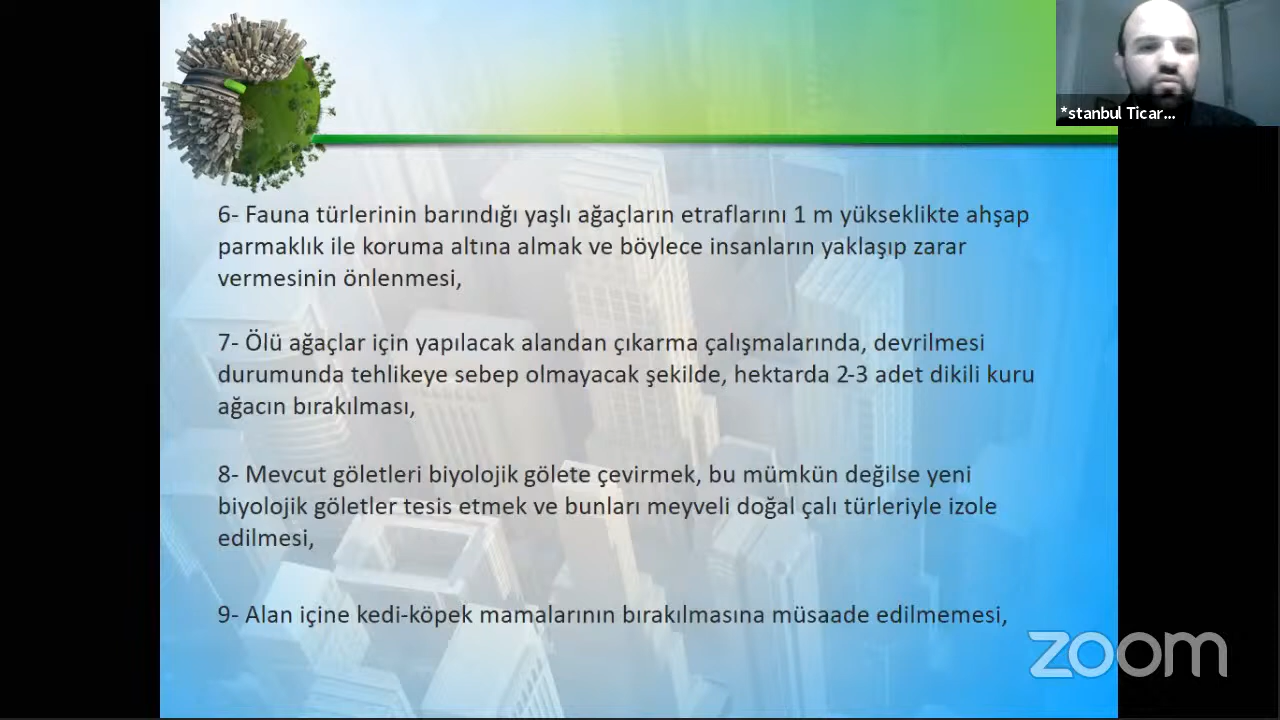 *stanbul Ticar...
6- Fauna türlerinin barındığı yaşlı ağaçların etraflarını 1 m yükseklikte ahşap
parmaklık ile koruma altına almak ve böylece insanların yaklaşıp zarar
vermesinin önlenmesi,
7- Ölü ağaçlar için yapılacak alandan çıkarma çalışmalarında, devrilmesi
durumunda tehlikeye sebep olmayacak şekilde, hektarda 2-3 adet dikili kuru
ağacın bırakılması,
8- Mevcut göletleri biyolojik gölete çevirmek, bu mümkün değilse yeni
biyolojik göletler tesis etmek ve bunları meyveli doğal çalı türleriyle izole
edilmesi,
9- Alan içine kedi-köpek mamalarının bırakılmasına müsaade edilmemesi,
zoom